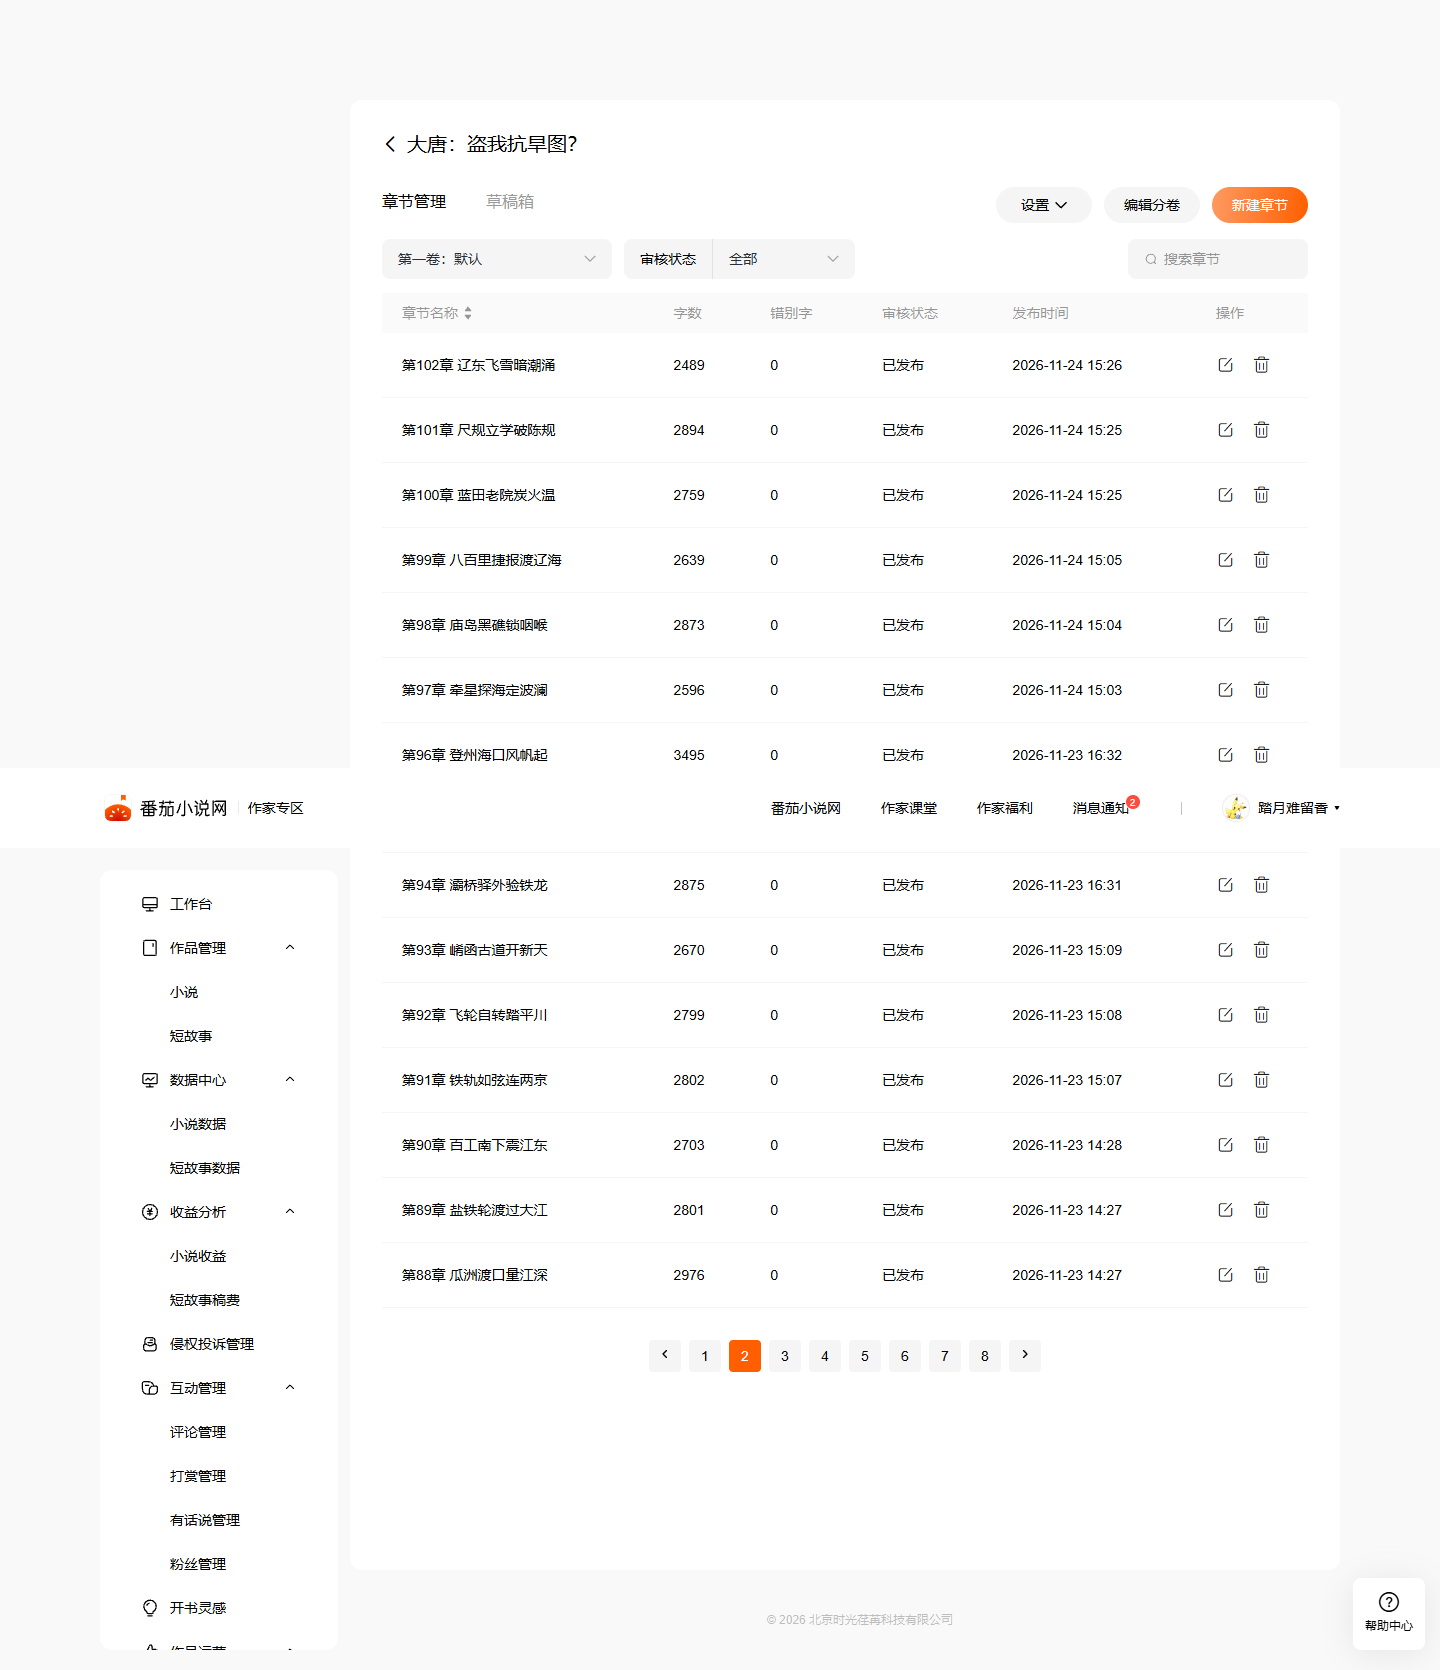 大唐：盗我抗旱图？
章节管理 草稿箱 设置 编辑分卷 新建章节
第一卷：默认 审核状态 全部 搜索章节
章节名称 字数 错别字 审核状态 发布时间 操作
第102章 辽东飞雪暗潮涌 2489 0 已发布 2026-11-24 15:26
第101章 尺规立学破陈规 2894 0 已发布 2026-11-24 15:25
第100章 蓝田老院炭火温 2759 0 已发布 2026-11-24 15:25
第99章 八百里捷报渡辽海 2639 0 已发布 2026-11-24 15:05
第98章 庙岛黑礁锁咽喉 2873 0 已发布 2026-11-24 15:04
第97章 牵星探海定波澜 2596 0 已发布 2026-11-24 15:03
第96章 登州海口风帆起 3495 0 已发布 2026-11-23 16:32
番茄小说网 作家专区 番茄小说网 作家课堂 作家福利 消息通知 2 踏月难留香
第94章 灞桥驿外验铁龙 2875 0 已发布 2026-11-23 16:31
第93章 崤函古道开新天 2670 0 已发布 2026-11-23 15:09
第92章 飞轮自转踏平川 2799 0 已发布 2026-11-23 15:08
第91章 铁轨如弦连两京 2802 0 已发布 2026-11-23 15:07
第90章 百工南下震江东 2703 0 已发布 2026-11-23 14:28
第89章 盐铁轮渡过大江 2801 0 已发布 2026-11-23 14:27
第88章 瓜洲渡口量江深 2976 0 已发布 2026-11-23 14:27
1 2 3 4 5 6 7 8
工作台
作品管理
小说
短故事
数据中心
小说数据
短故事数据
收益分析
小说收益
短故事稿费
侵权投诉管理
互动管理
评论管理
打赏管理
有话说管理
粉丝管理
开书灵感
作品运营
© 2026 北京时光荏苒科技有限公司
帮助中心